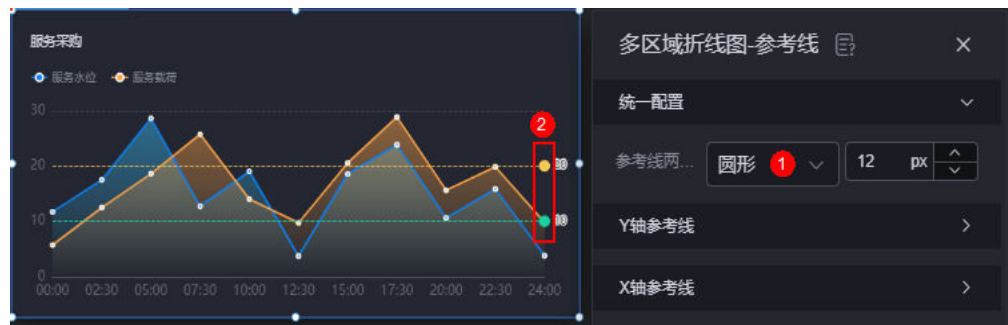 服务采购
服务水位 服务载荷
30
20
10
0
00:00 02:30 05:00 07:30 10:00 12:30 15:00 17:30 20:00 22:30 24:00
2
多区域折线图-参考线
统一配置
参考线两... 圆形 1 12 px
Y轴参考线
X轴参考线